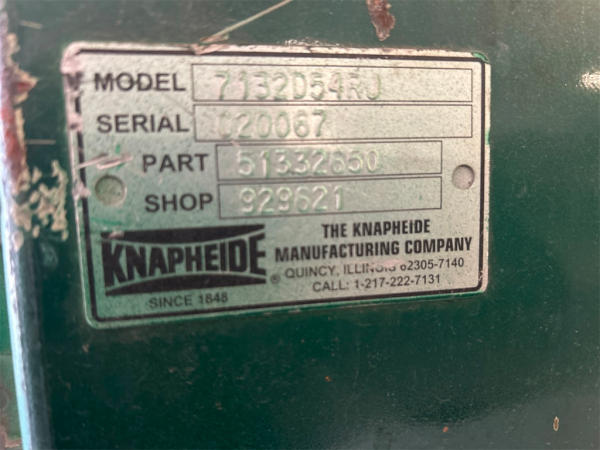 MODEL 7132D54RJ
SERIAL C20067
PART 51332650
SHOP 929621
KNAPHEIDE ®
SINCE 1848
THE KNAPHEIDE
MANUFACTURING COMPANY
QUINCY, ILLINOIS 62305-7140
CALL: 1-217-222-7131